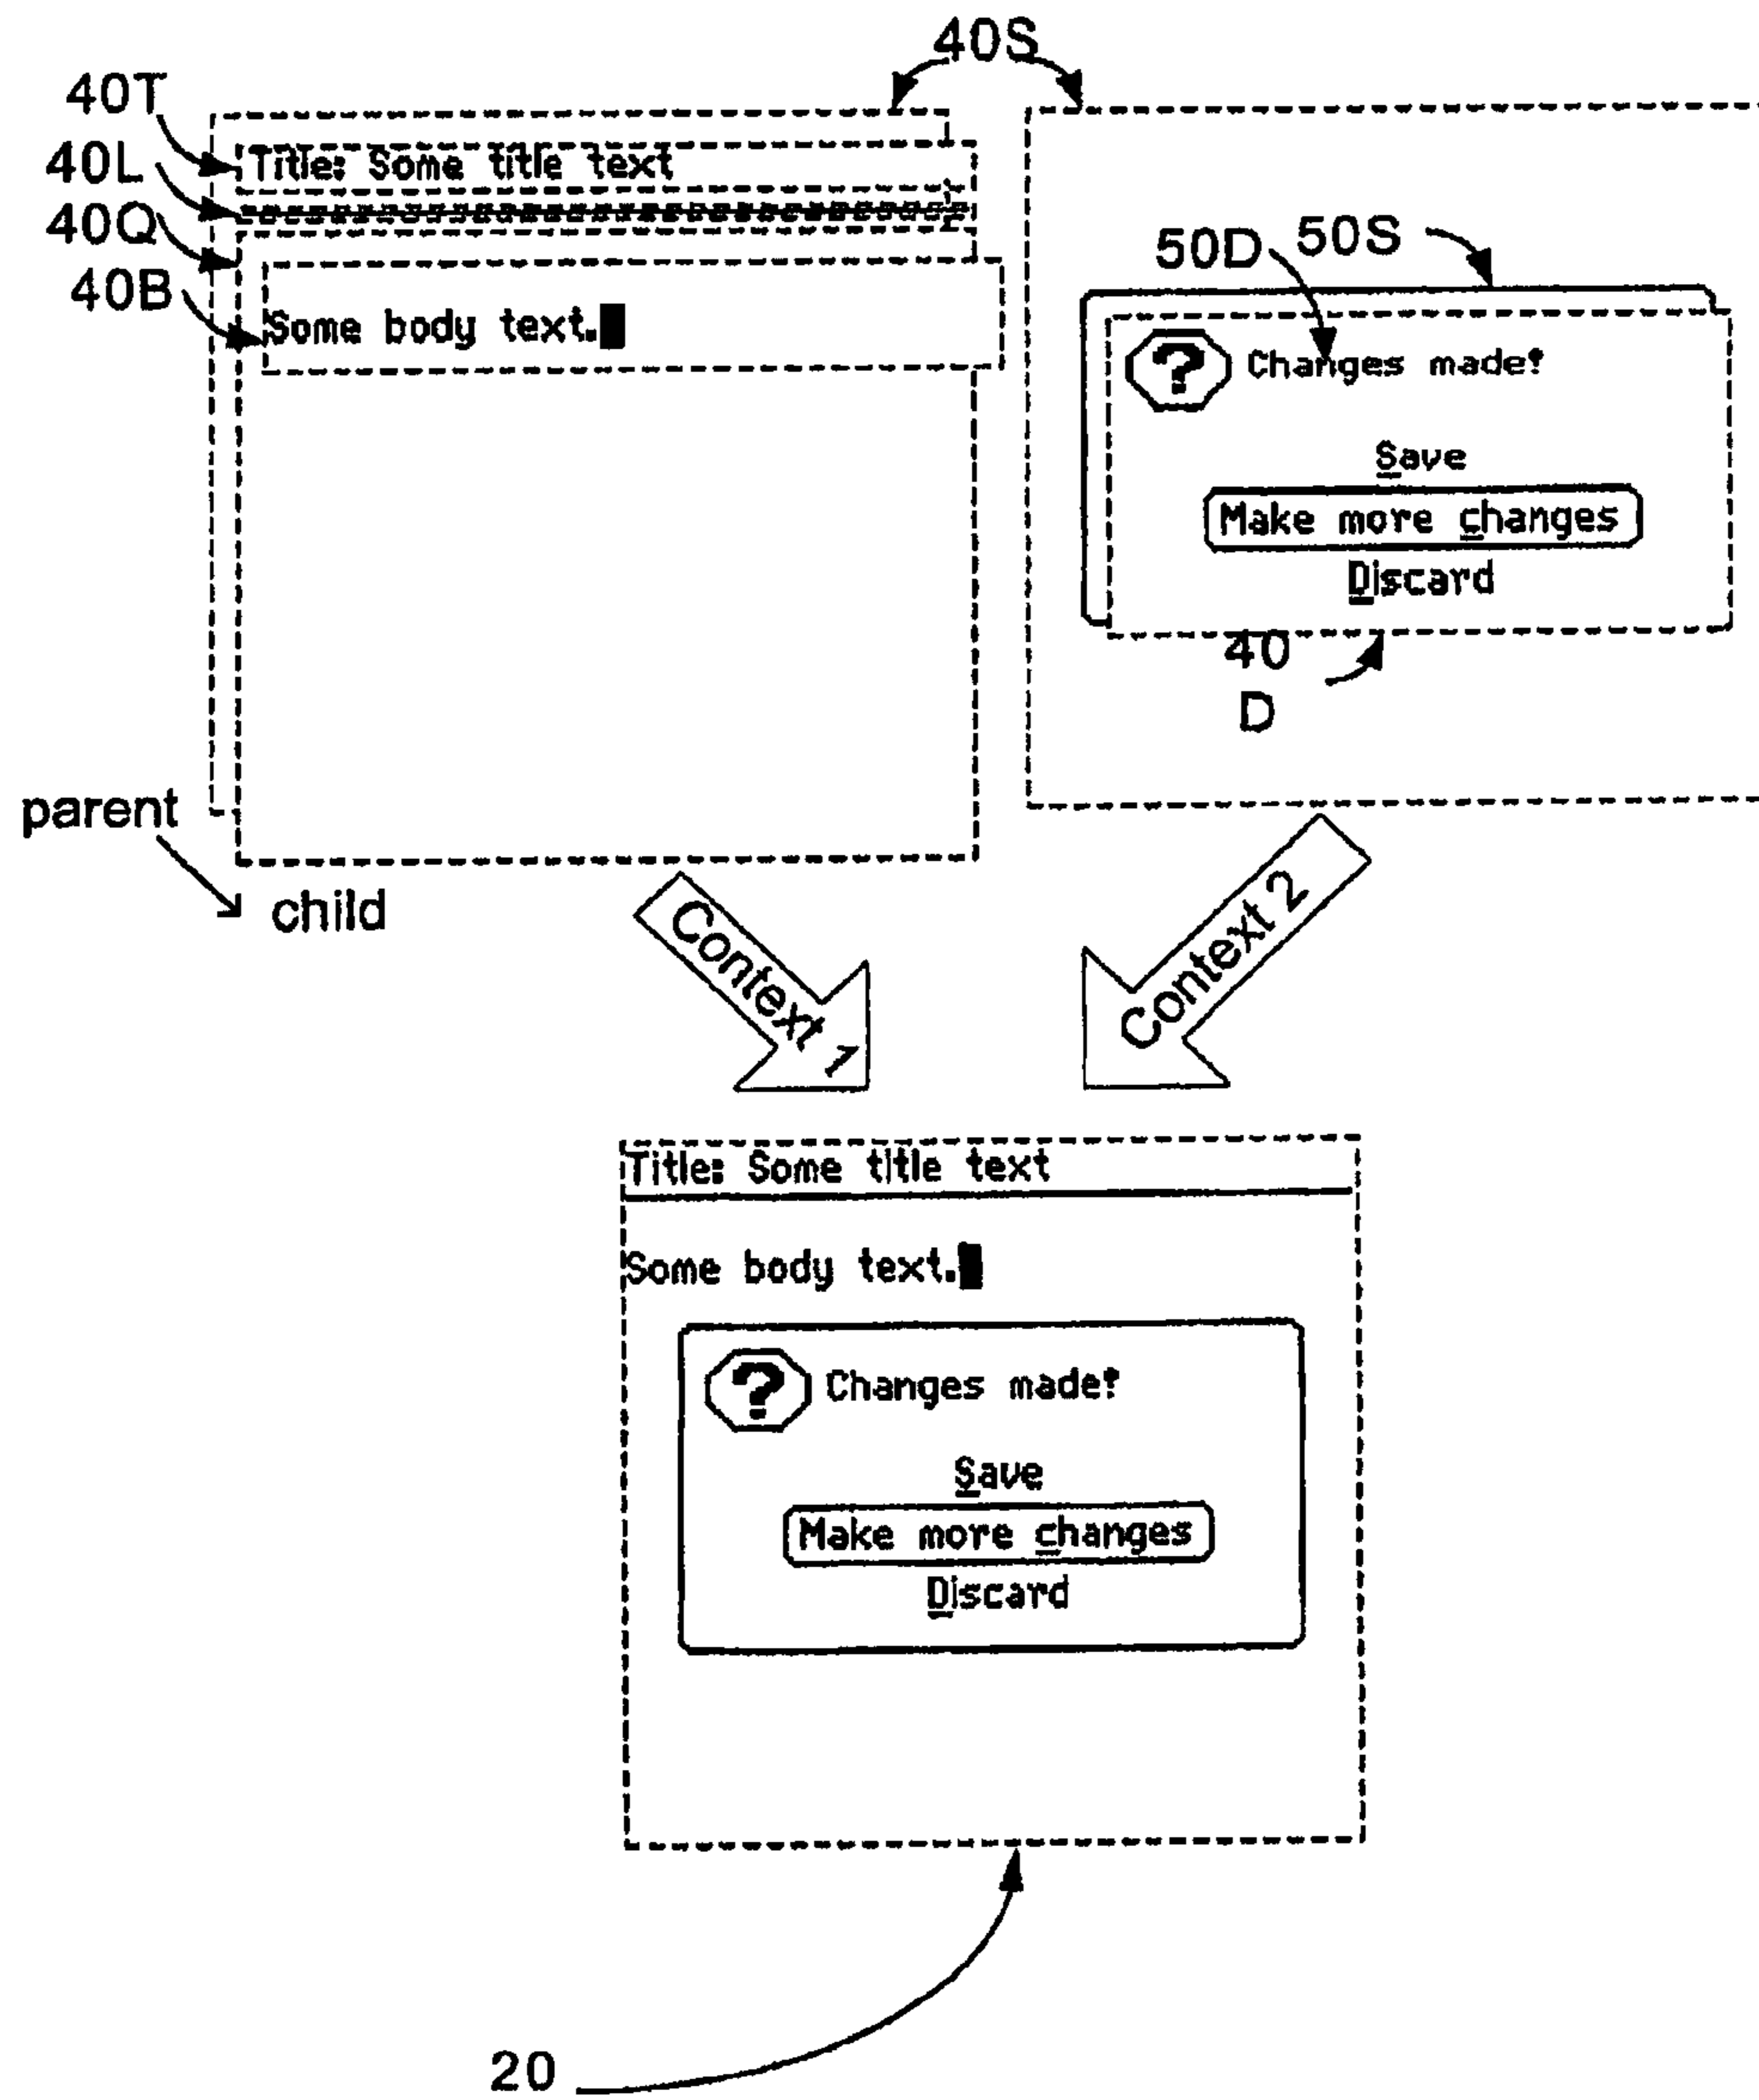 40S
40T
Title: Some title text
40L
40Q
40B
Some body text.
50D
50S
? Changes made?
Save
Make more changes
Discard
40
D
parent
child
Context 1
Context 2
Title: Some title text
Some body text.
? Changes made?
Save
Make more changes
Discard
20